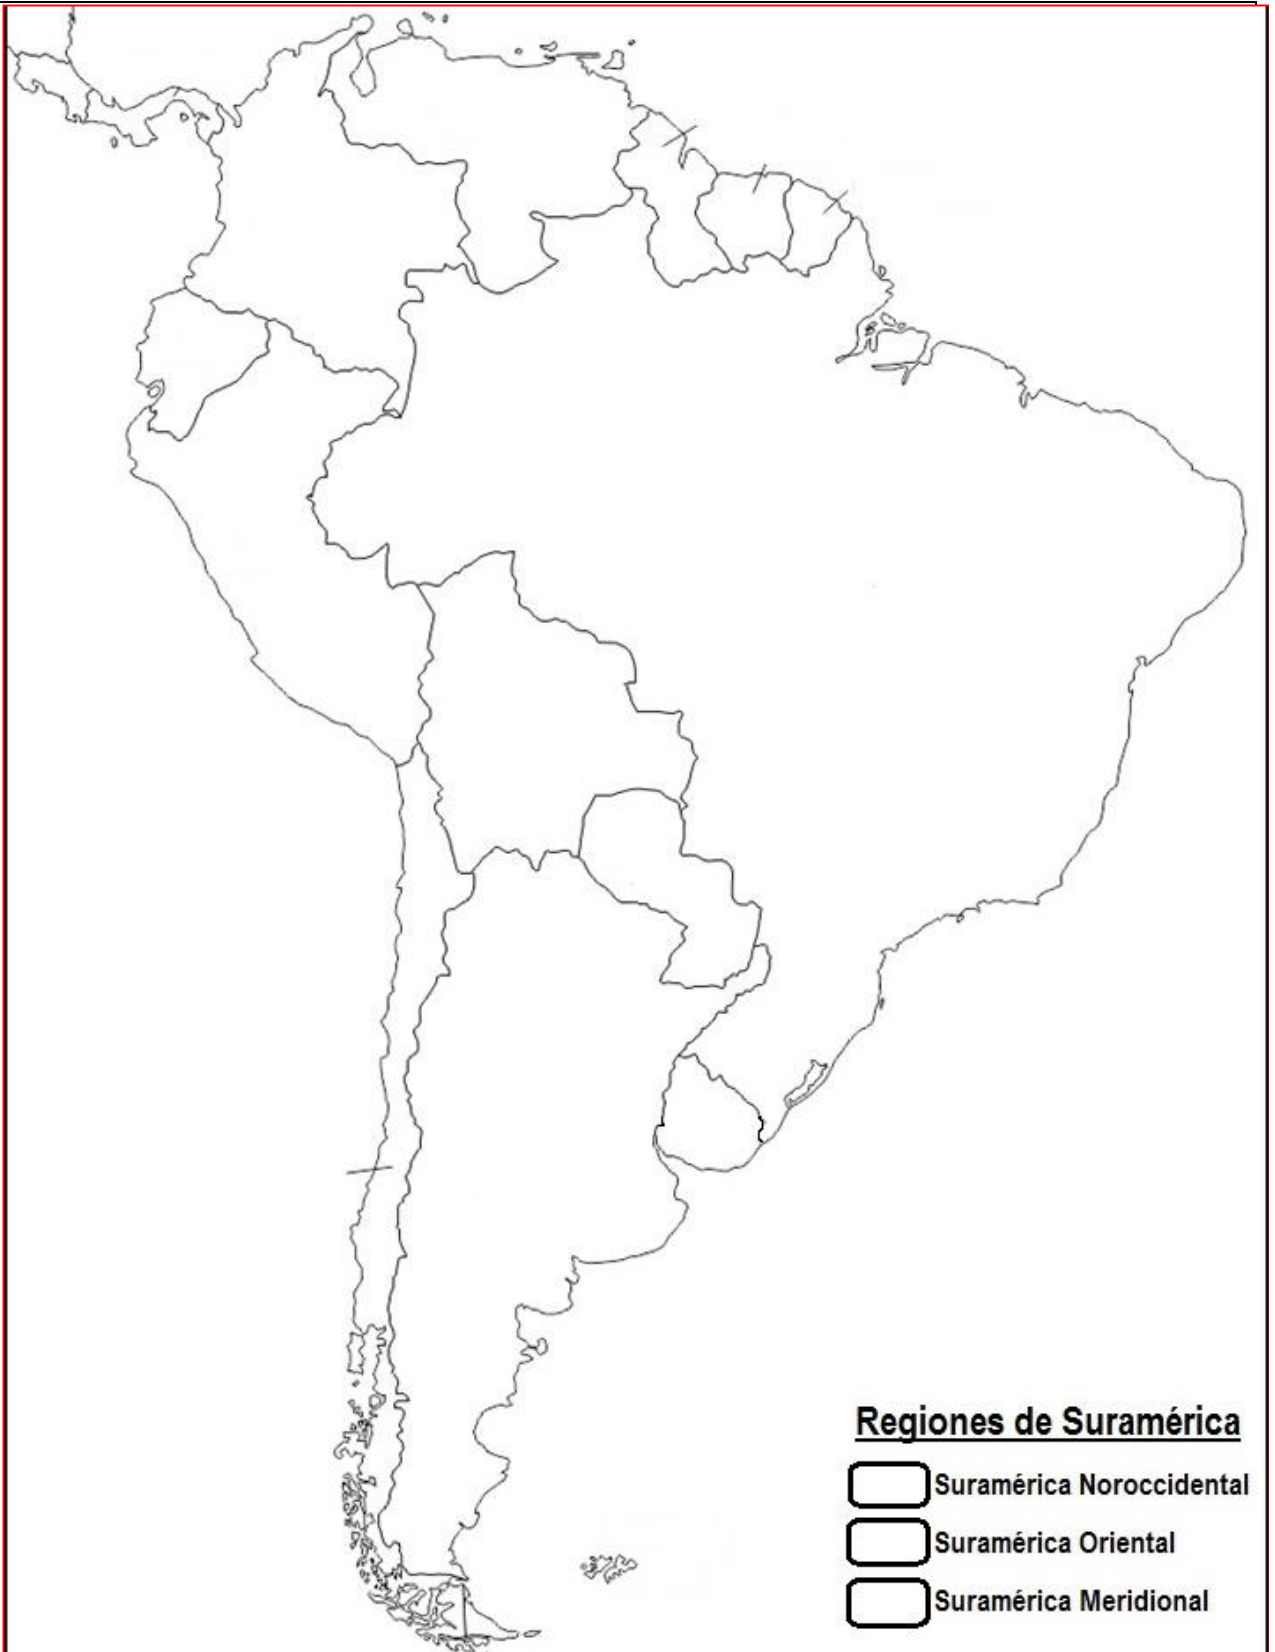 Regiones de Suramérica
Suramérica Noroccidental
Suramérica Oriental
Suramérica Meridional